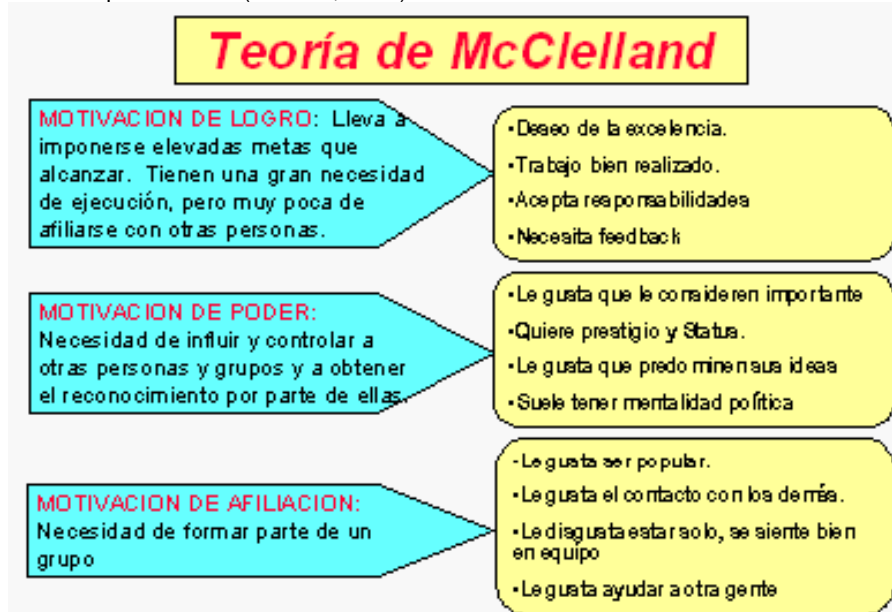 Teoría de McClelland
MOTIVACION DE LOGRO: Lleva a
imponerse elevadas metas que
alcanzar. Tienen una gran necesidad
de ejecución, pero muy poca de
afiliarse con otras personas.
•Deseo de la excelencia.
•Trabajo bien realizado.
•Acepta responsabilidades
•Necesita feedback
MOTIVACION DE PODER:
Necesidad de influir y controlar a
otras personas y grupos y a obtener
el reconocimiento por parte de ellas.
•Le gusta que le consideren importante
•Quiere prestigio y Status.
•Le gusta que predominen sus ideas
•Suele tener mentalidad política
MOTIVACION DE AFILIACION:
Necesidad de formar parte de un
grupo
•Le gusta ser popular.
•Le gusta el contacto con los demás.
•Le disgusta estar solo, se siente bien
en equipo
•Le gusta ayudar a otra gente